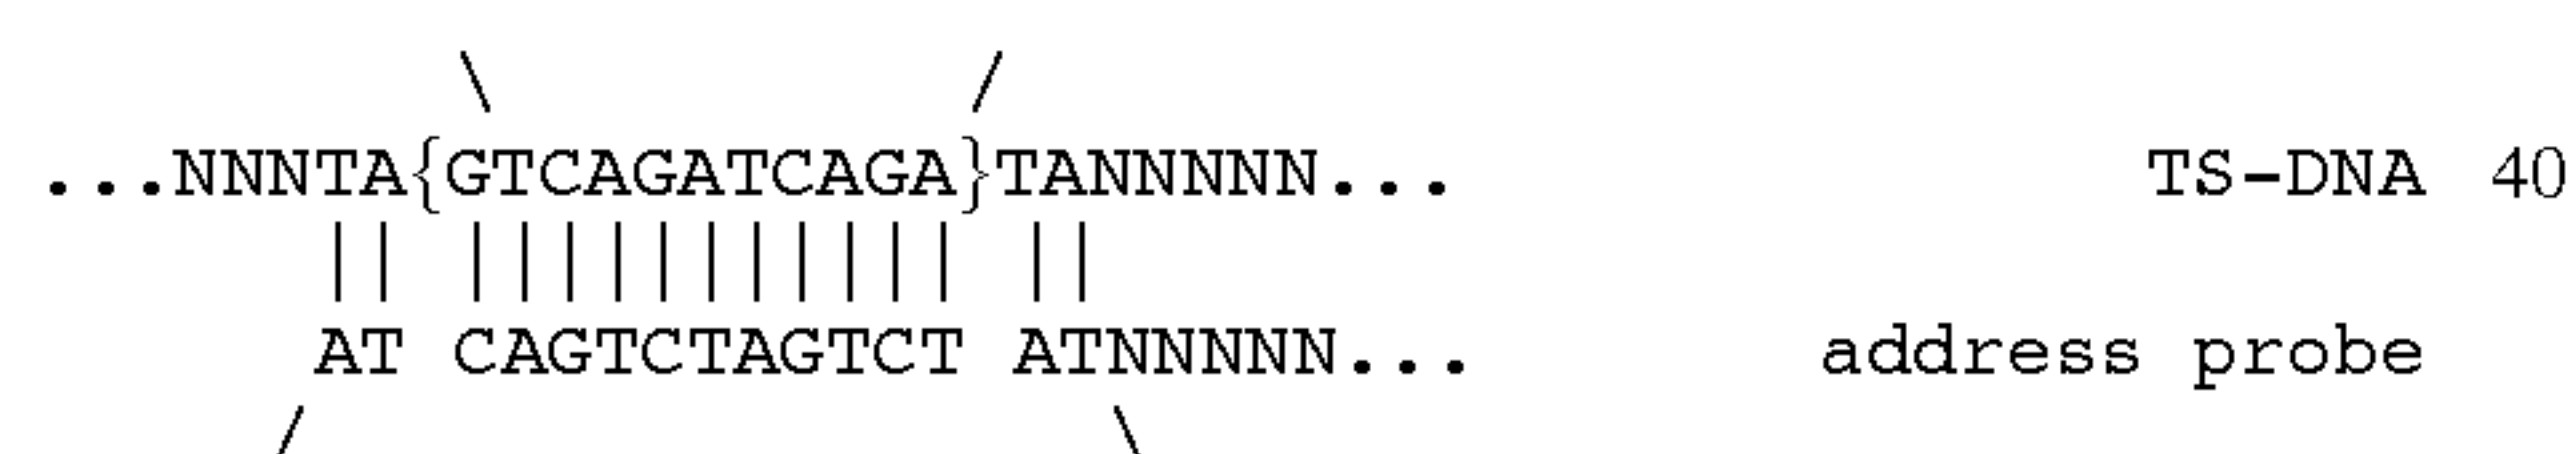 \ /
...NNNTA{GTCAGATCAGA}TANNNNN... TS-DNA 40
|| ||||||||||| ||
AT CAGTCTAGTCT ATNNNNN... address probe
/ \